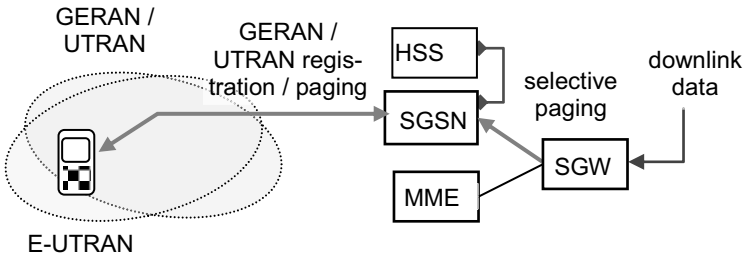 GERAN /
UTRAN
GERAN /
UTRAN regis-
tration / paging
HSS
SGSN
MME
selective
paging
SGW
downlink
data
E-UTRAN